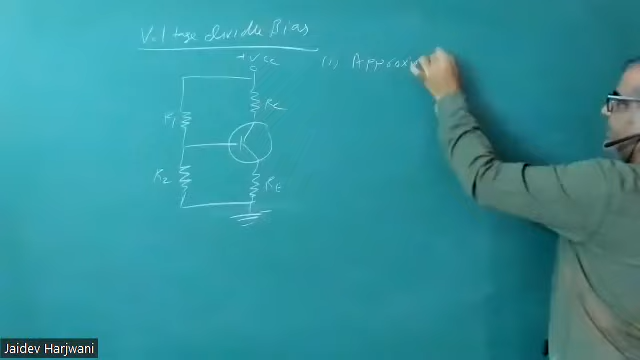 Voltage divider Bias
+Vcc
(1) Approxi
RC
R1
R2
RE
Jaidev Harjwani